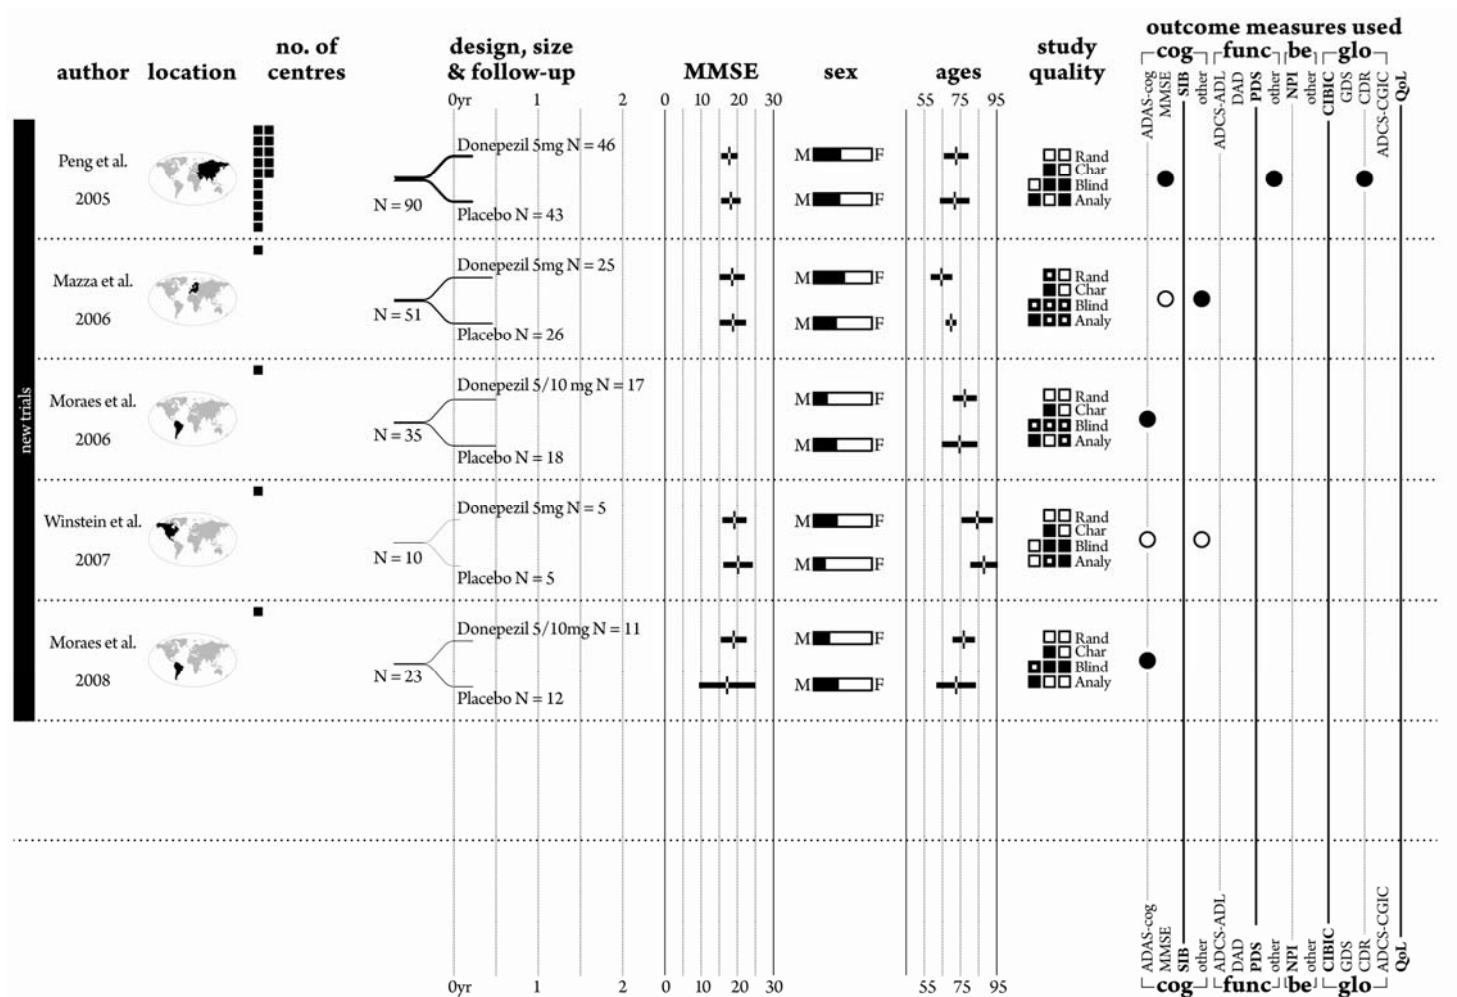 outcome measures used
no. of design, size study cog func be glo
author location centres & follow-up MMSE sex ages quality
ADAS-cog MMSE SIB other ADCS-ADL DAD PDS other NPI other CIBIC GDS CDR ADCS-CGIC QoL
0yr 1 2 0 10 20 30 55 75 95
Donepezil 5mg N = 46
Peng et al. M F Rand
Char
Blind
2005 N = 90 M F Analy
Placebo N = 43
Donepezil 5mg N = 25
Mazza et al. M F Rand
Char
Blind
2006 N = 51 M F Analy
Placebo N = 26
Donepezil 5/10 mg N = 17
Moraes et al. M F Rand
Char
Blind
2006 N = 35 M F Analy
Placebo N = 18
Donepezil 5mg N = 5
Winstein et al. M F Rand
Char
Blind
2007 N = 10 M F Analy
Placebo N = 5
Donepezil 5/10mg N = 11
Moraes et al. M F Rand
Char
Blind
2008 N = 23 M F Analy
Placebo N = 12
new trials
ADAS-cog MMSE SIB other ADCS-ADL DAD PDS other NPI other CIBIC GDS CDR ADCS-CGIC QoL
0yr 1 2 0 10 20 30 55 75 95 cog func be glo